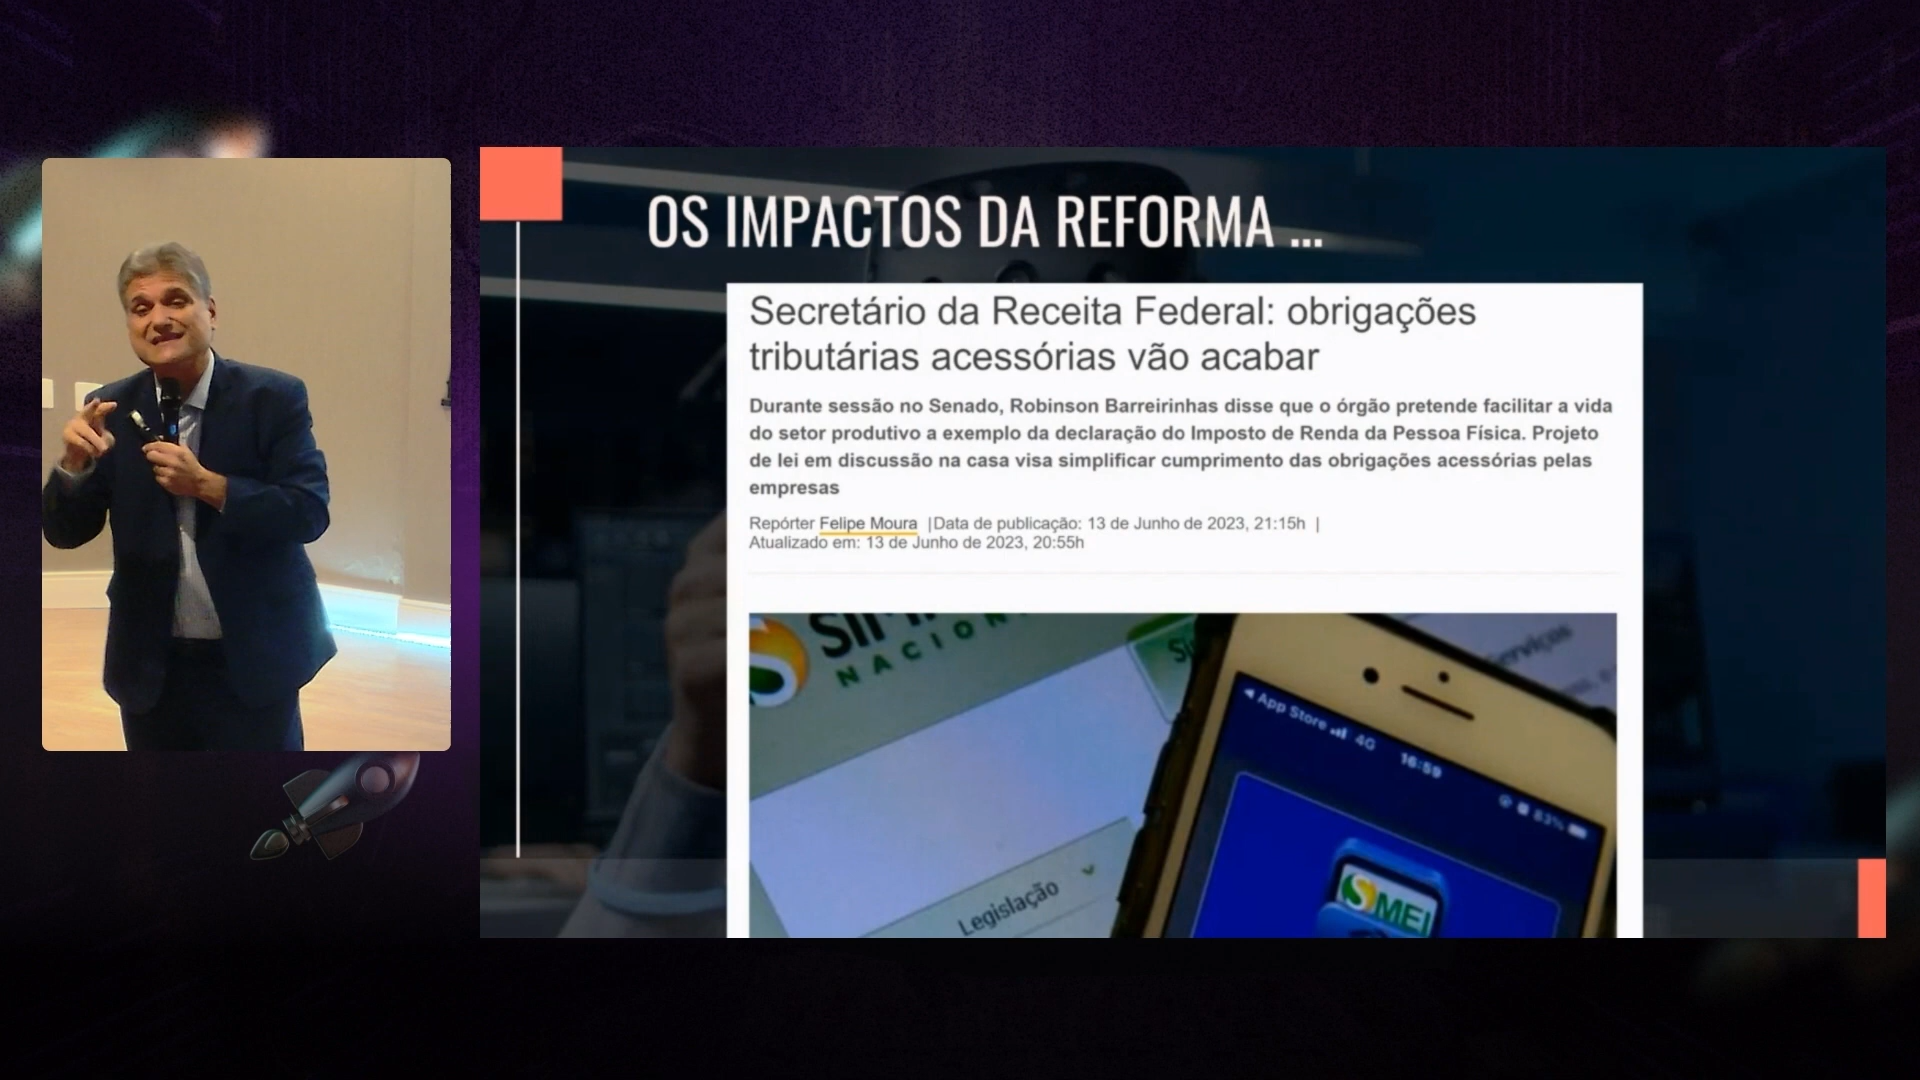 OS IMPACTOS DA REFORMA ...
Secretário da Receita Federal: obrigações
tributárias acessórias vão acabar
Durante sessão no Senado, Robinson Barreirinhas disse que o órgão pretende facilitar a vida
do setor produtivo a exemplo da declaração do Imposto de Renda da Pessoa Física. Projeto
de lei em discussão na casa visa simplificar cumprimento das obrigações acessórias pelas
empresas
Repórter Felipe Moura |Data de publicação: 13 de Junho de 2023, 21:15h |
Atualizado em: 13 de Junho de 2023, 20:55h
NACION
Serviços
App Store 4G
16:59
83%
Legislação
MEI